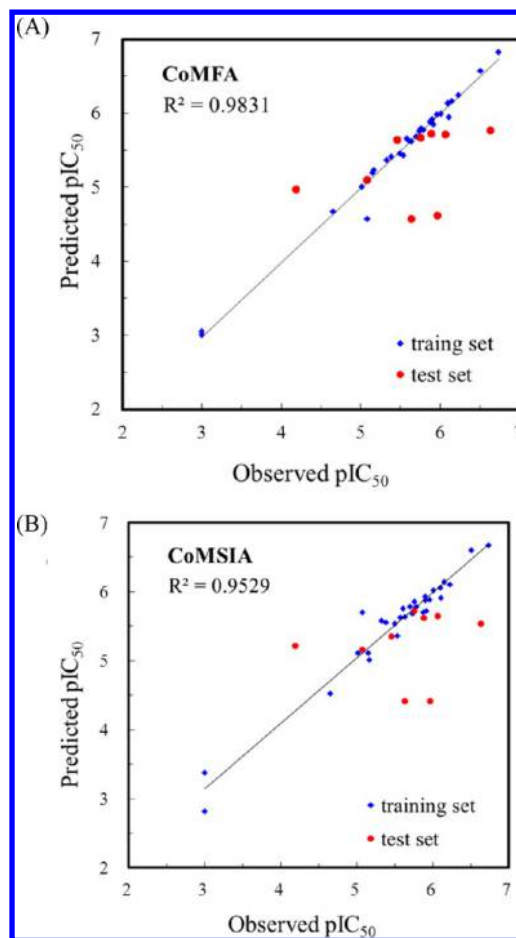 (A)
CoMFA
R² = 0.9831
Predicted pIC₅₀
7
6
5
4
3
2
traing set
test set
2 3 4 5 6 7
Observed pIC₅₀
(B)
CoMSIA
R² = 0.9529
Predicted pIC₅₀
7
6
5
4
3
2
training set
test set
2 3 4 5 6 7
Observed pIC₅₀